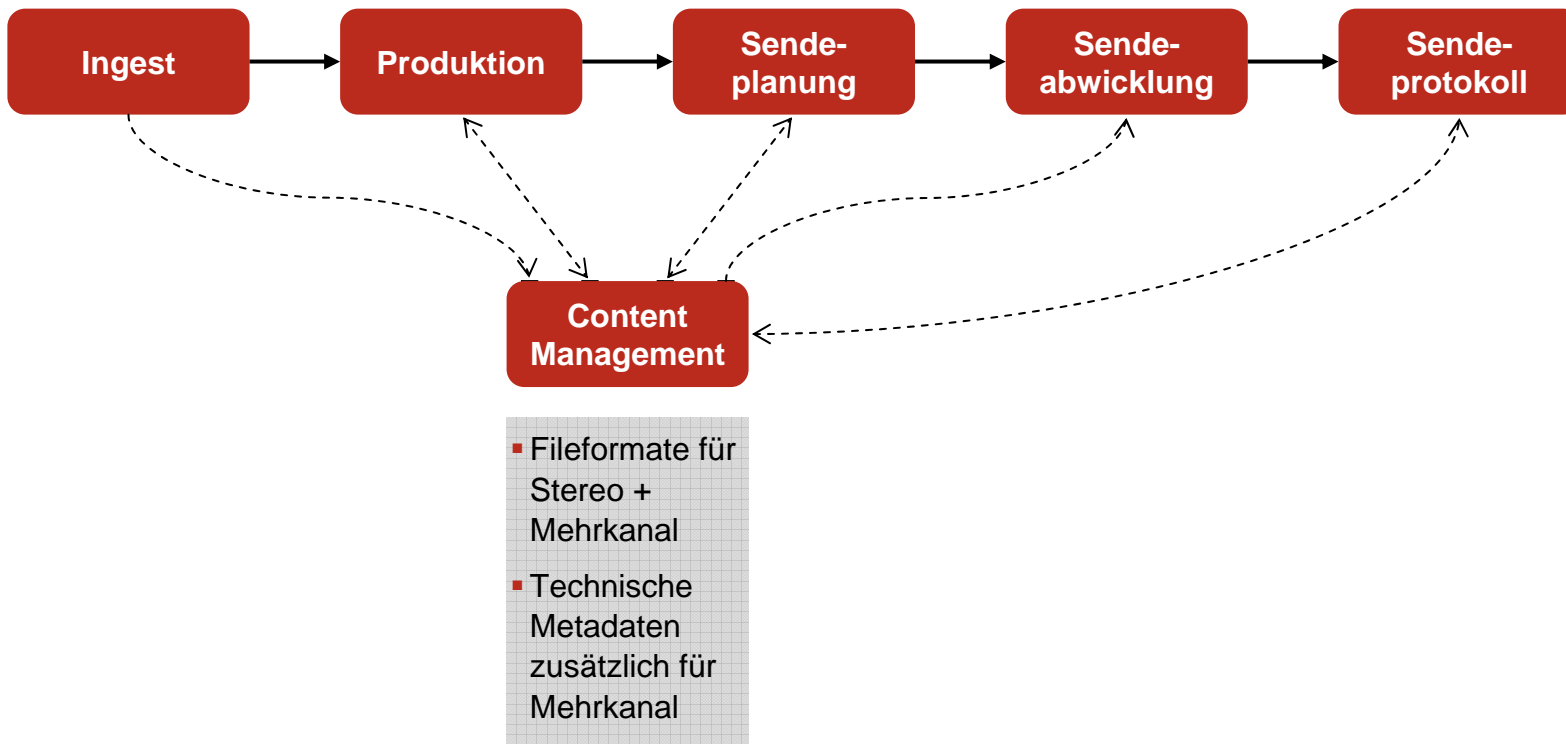 Ingest
Produktion
Sende-
planung
Sende-
abwicklung
Sende-
protokoll
Content
Management
▪ Fileformate für
Stereo +
Mehrkanal
▪ Technische
Metadaten
zusätzlich für
Mehrkanal